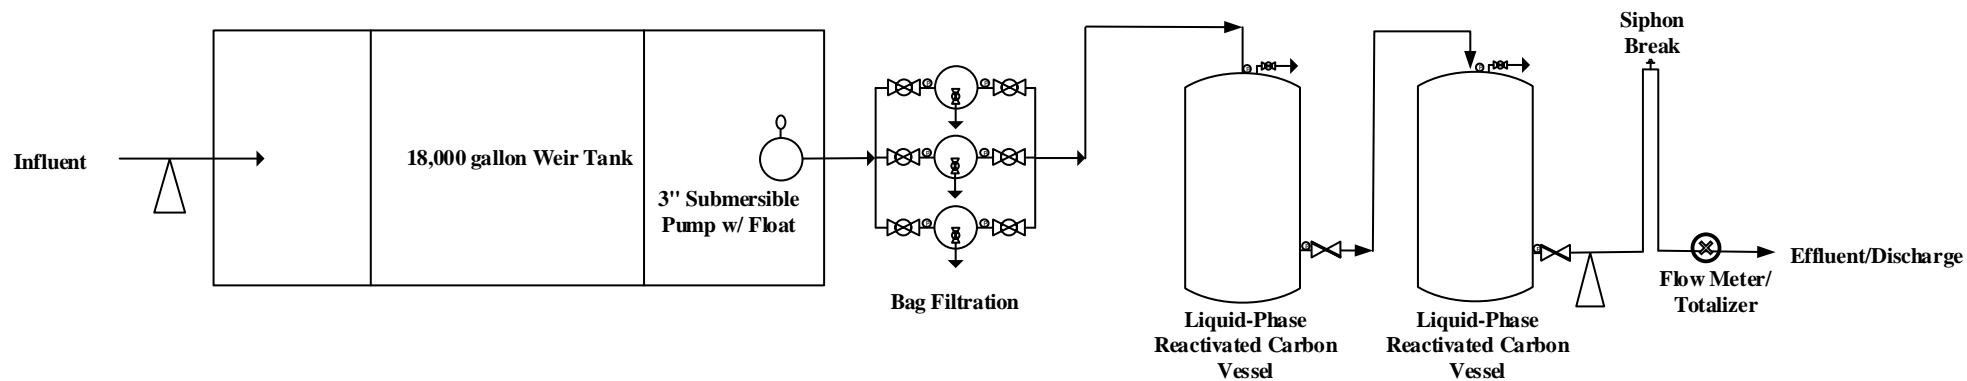 Siphon
Break
Influent
18,000 gallon Weir Tank
3" Submersible
Pump w/ Float
Bag Filtration
Liquid-Phase
Reactivated Carbon
Vessel
Liquid-Phase
Reactivated Carbon
Vessel
Flow Meter/
Totalizer
Effluent/Discharge